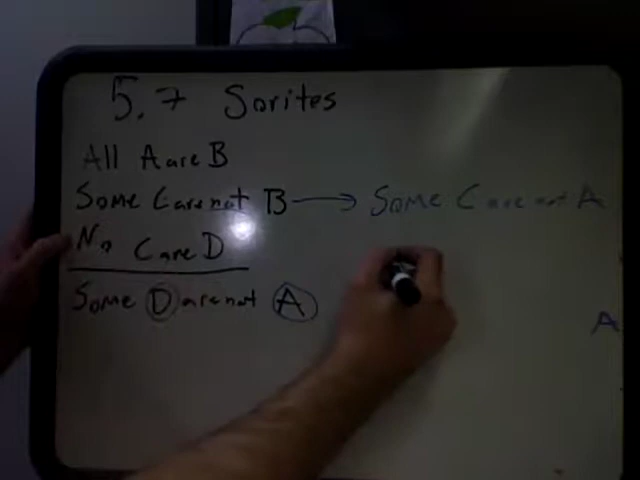 5.7 Sorites
All A are B
Some C are not B → Some C are not A
No C are D
Some D are not A
A